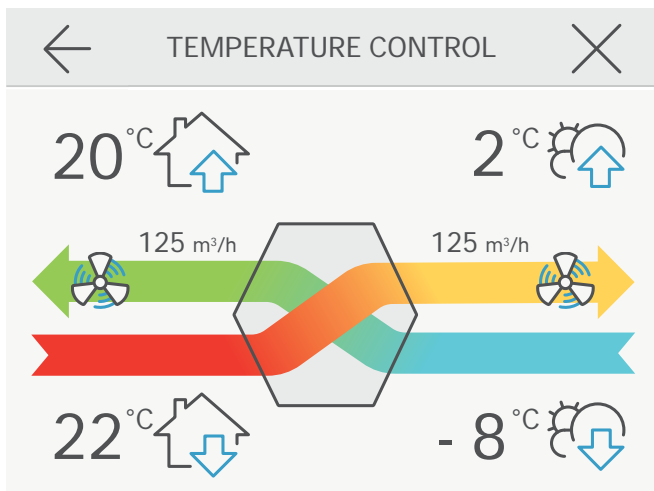 TEMPERATURE CONTROL
20 °C
2 °C
125 m³/h
125 m³/h
22 °C
- 8 °C